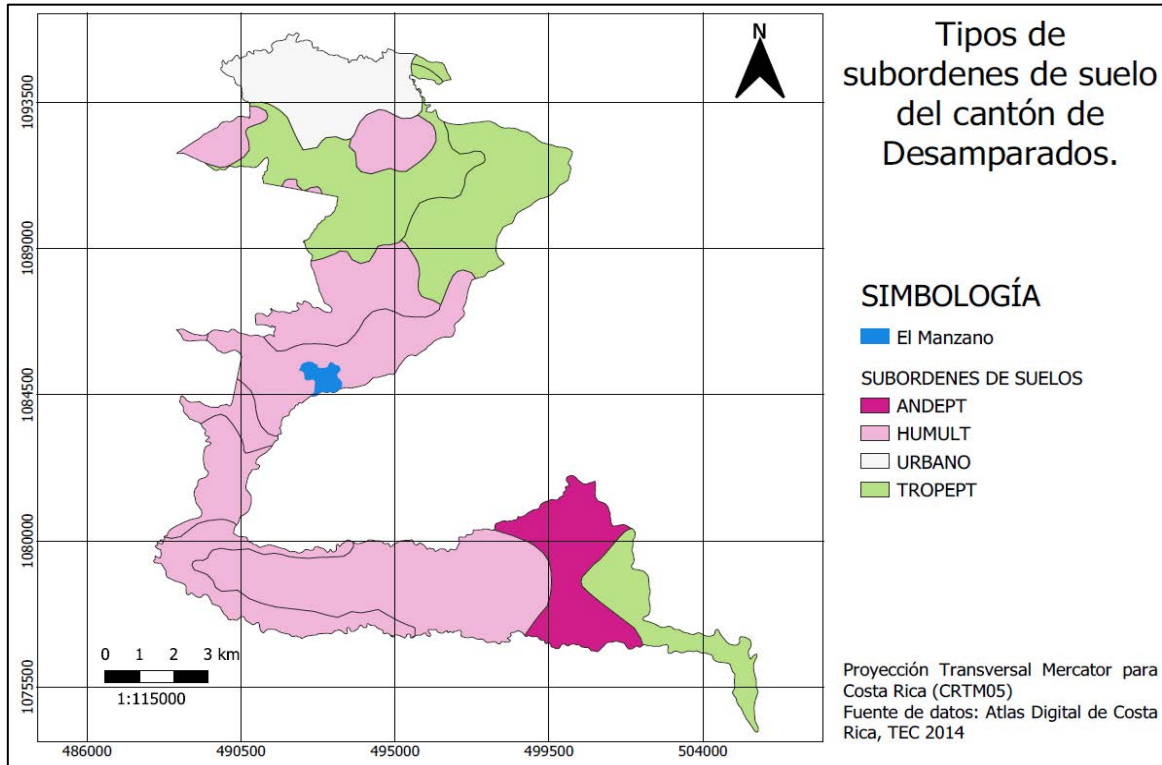 Tipos de
subordenes de suelo
del cantón de
Desamparados.
N
1093500
1089000
1084500
1080000
1075500
SIMBOLOGÍA
El Manzano
SUBORDENES DE SUELOS
ANDEPT
HUMULT
URBANO
TROPEPT
0 1 2 3 km
1:115000
486000 490500 495000 499500 504000
Proyección Transversal Mercator para
Costa Rica (CRTM05)
Fuente de datos: Atlas Digital de Costa
Rica, TEC 2014